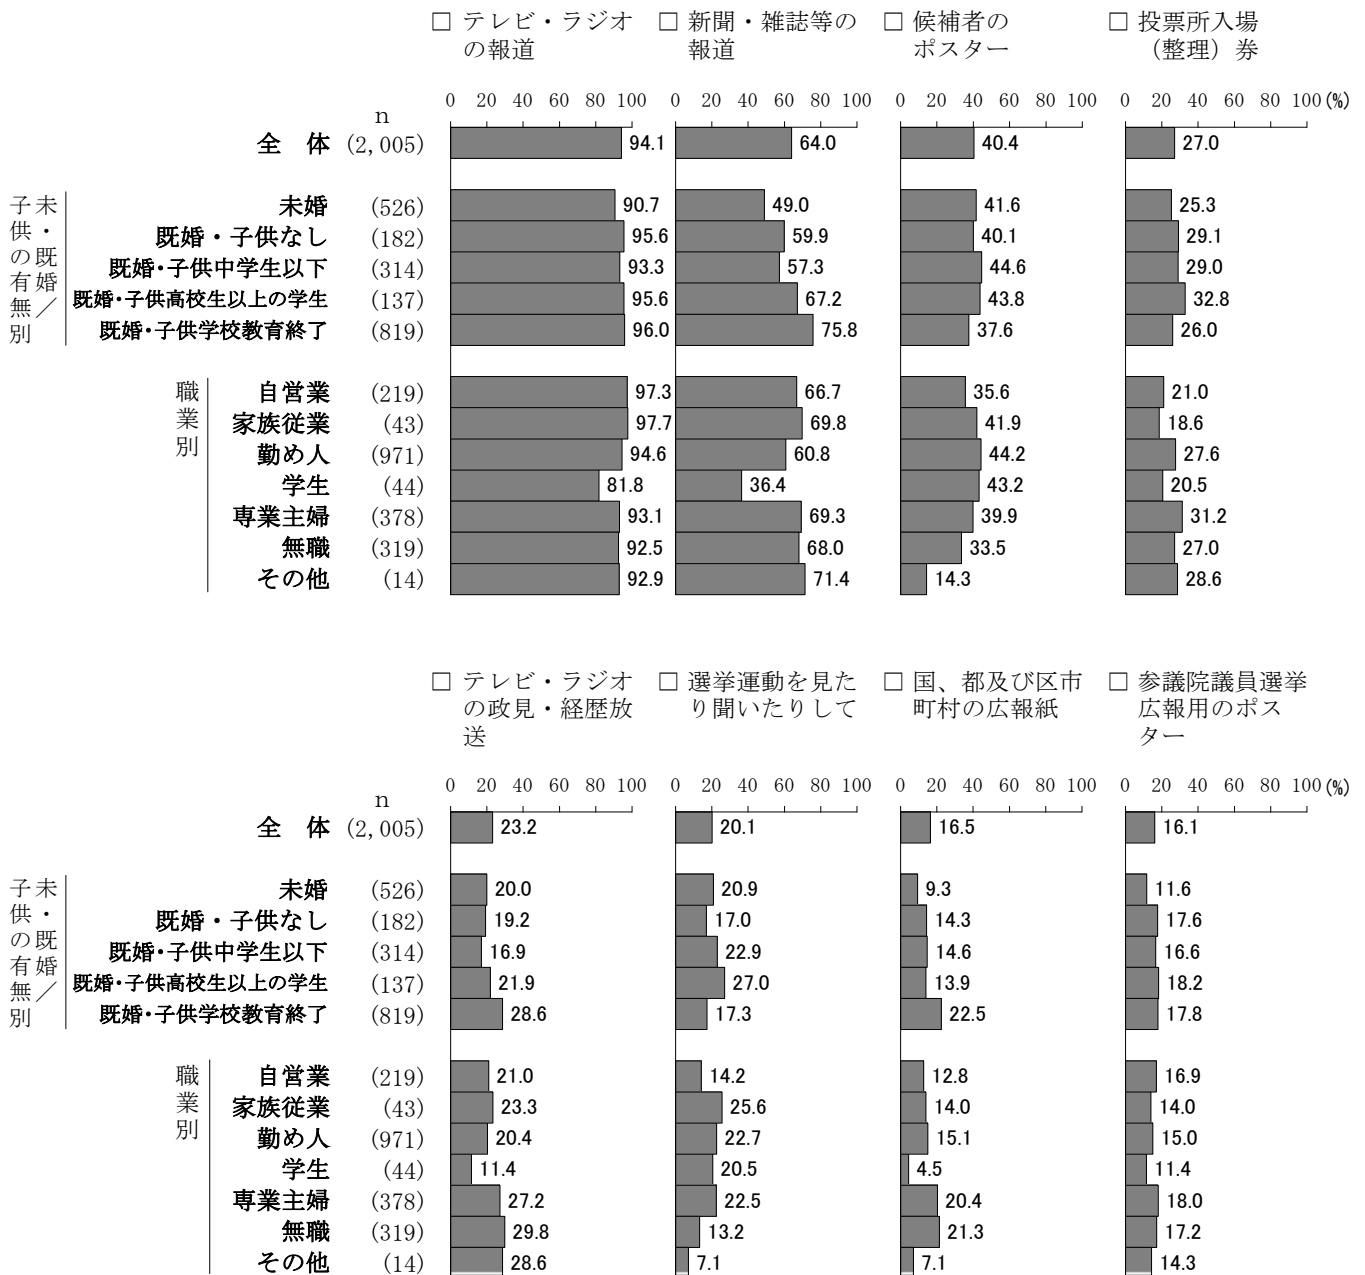 □ テレビ・ラジオの報道
□ 新聞・雑誌等の報道
□ 候補者のポスター
□ 投票所入場（整理）券
0 20 40 60 80 100 0 20 40 60 80 100 0 20 40 60 80 100 0 20 40 60 80 100 (%)
n
全 体 (2,005) 94.1 64.0 40.4 27.0
未・既婚／子供の有無別
未婚 (526) 90.7 49.0 41.6 25.3
既婚・子供なし (182) 95.6 59.9 40.1 29.1
既婚・子供中学生以下 (314) 93.3 57.3 44.6 29.0
既婚・子供高校生以上の学生 (137) 95.6 67.2 43.8 32.8
既婚・子供学校教育終了 (819) 96.0 75.8 37.6 26.0
職業別
自営業 (219) 97.3 66.7 35.6 21.0
家族従業 (43) 97.7 69.8 41.9 18.6
勤め人 (971) 94.6 60.8 44.2 27.6
学生 (44) 81.8 36.4 43.2 20.5
専業主婦 (378) 93.1 69.3 39.9 31.2
無職 (319) 92.5 68.0 33.5 27.0
その他 (14) 92.9 71.4 14.3 28.6
□ テレビ・ラジオの政見・経歴放送
□ 選挙運動を見たり聞いたりして
□ 国、都及び区市町村の広報紙
□ 参議院議員選挙広報用のポスター
0 20 40 60 80 100 0 20 40 60 80 100 0 20 40 60 80 100 0 20 40 60 80 100 (%)
n
全 体 (2,005) 23.2 20.1 16.5 16.1
未・既婚／子供の有無別
未婚 (526) 20.0 20.9 9.3 11.6
既婚・子供なし (182) 19.2 17.0 14.3 17.6
既婚・子供中学生以下 (314) 16.9 22.9 14.6 16.6
既婚・子供高校生以上の学生 (137) 21.9 27.0 13.9 18.2
既婚・子供学校教育終了 (819) 28.6 17.3 22.5 17.8
職業別
自営業 (219) 21.0 14.2 12.8 16.9
家族従業 (43) 23.3 25.6 14.0 14.0
勤め人 (971) 20.4 22.7 15.1 15.0
学生 (44) 11.4 20.5 4.5 11.4
専業主婦 (378) 27.2 22.5 20.4 18.0
無職 (319) 29.8 13.2 21.3 17.2
その他 (14) 28.6 7.1 7.1 14.3